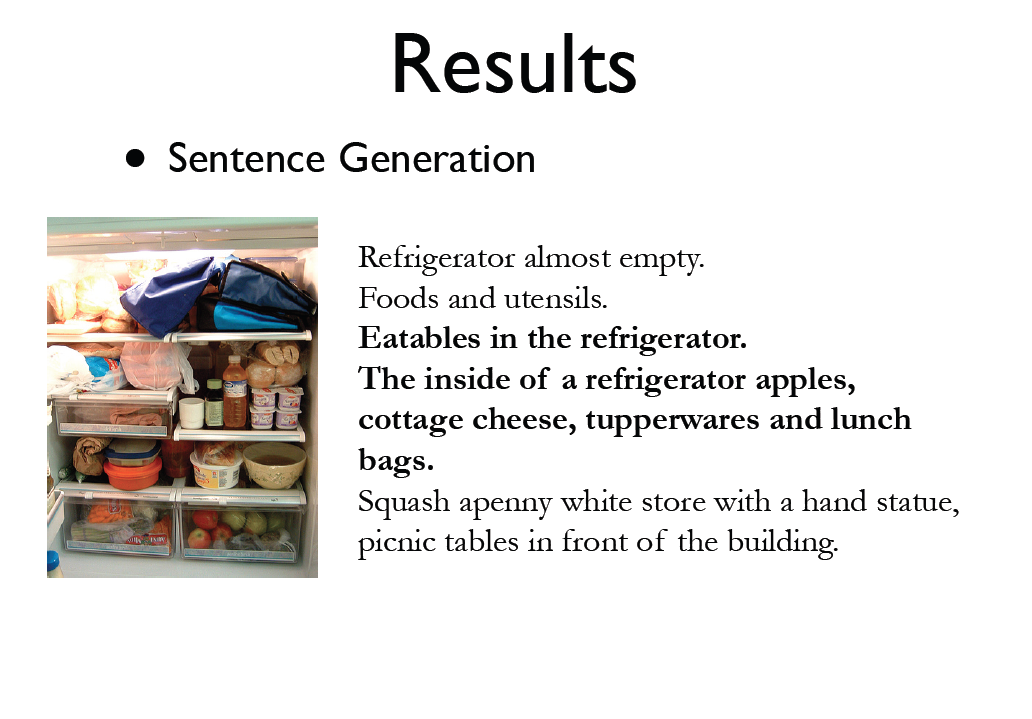 Results
• Sentence Generation
Refrigerator almost empty.
Foods and utensils.
Eatables in the refrigerator.
The inside of a refrigerator apples,
cottage cheese, tupperwares and lunch
bags.
Squash apenny white store with a hand statue,
picnic tables in front of the building.